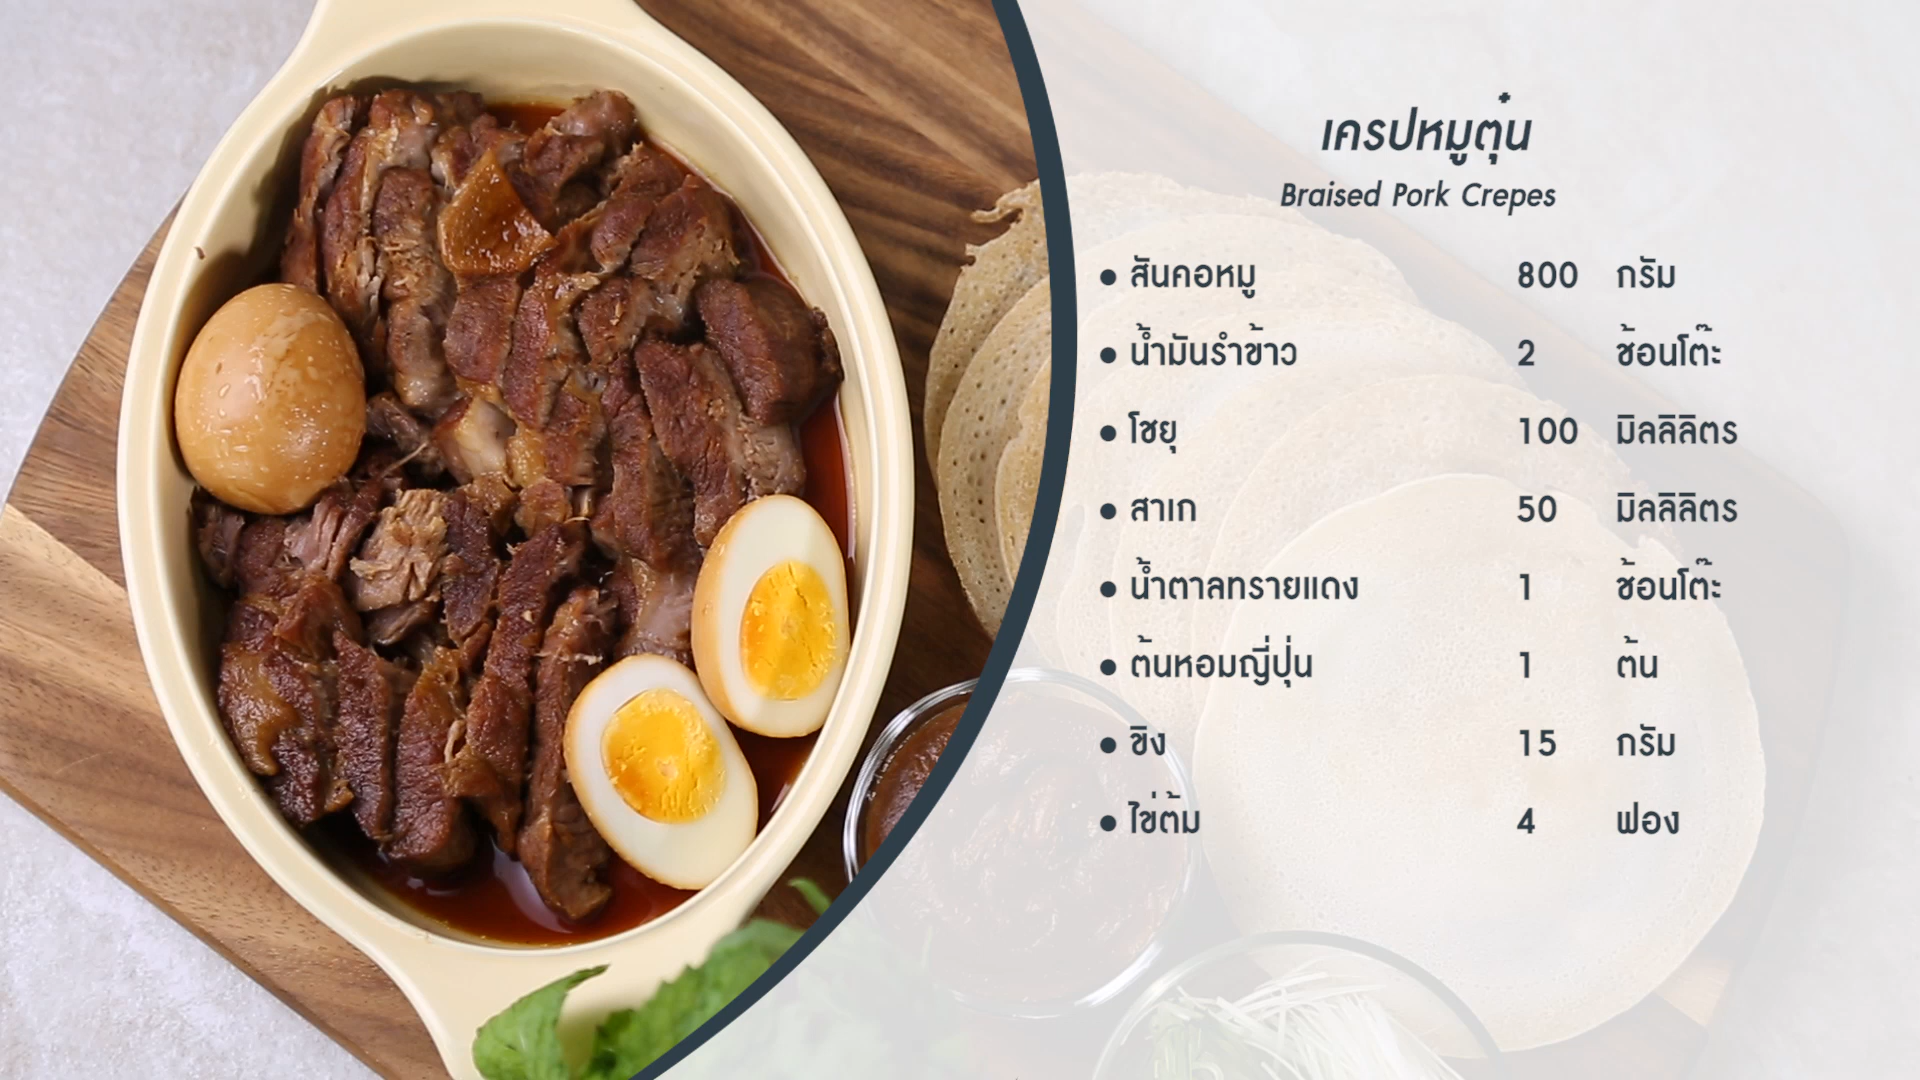 เครปหมูตุ๋น
Braised Pork Crepes
• สันคอหมู 800 กรัม
• น้ำมันรำข้าว 2 ช้อนโต๊ะ
• โชยุ 100 มิลลิลิตร
• สาเก 50 มิลลิลิตร
• น้ำตาลทรายแดง 1 ช้อนโต๊ะ
• ต้นหอมญี่ปุ่น 1 ต้น
• ขิง 15 กรัม
• ไข่ต้ม 4 ฟอง